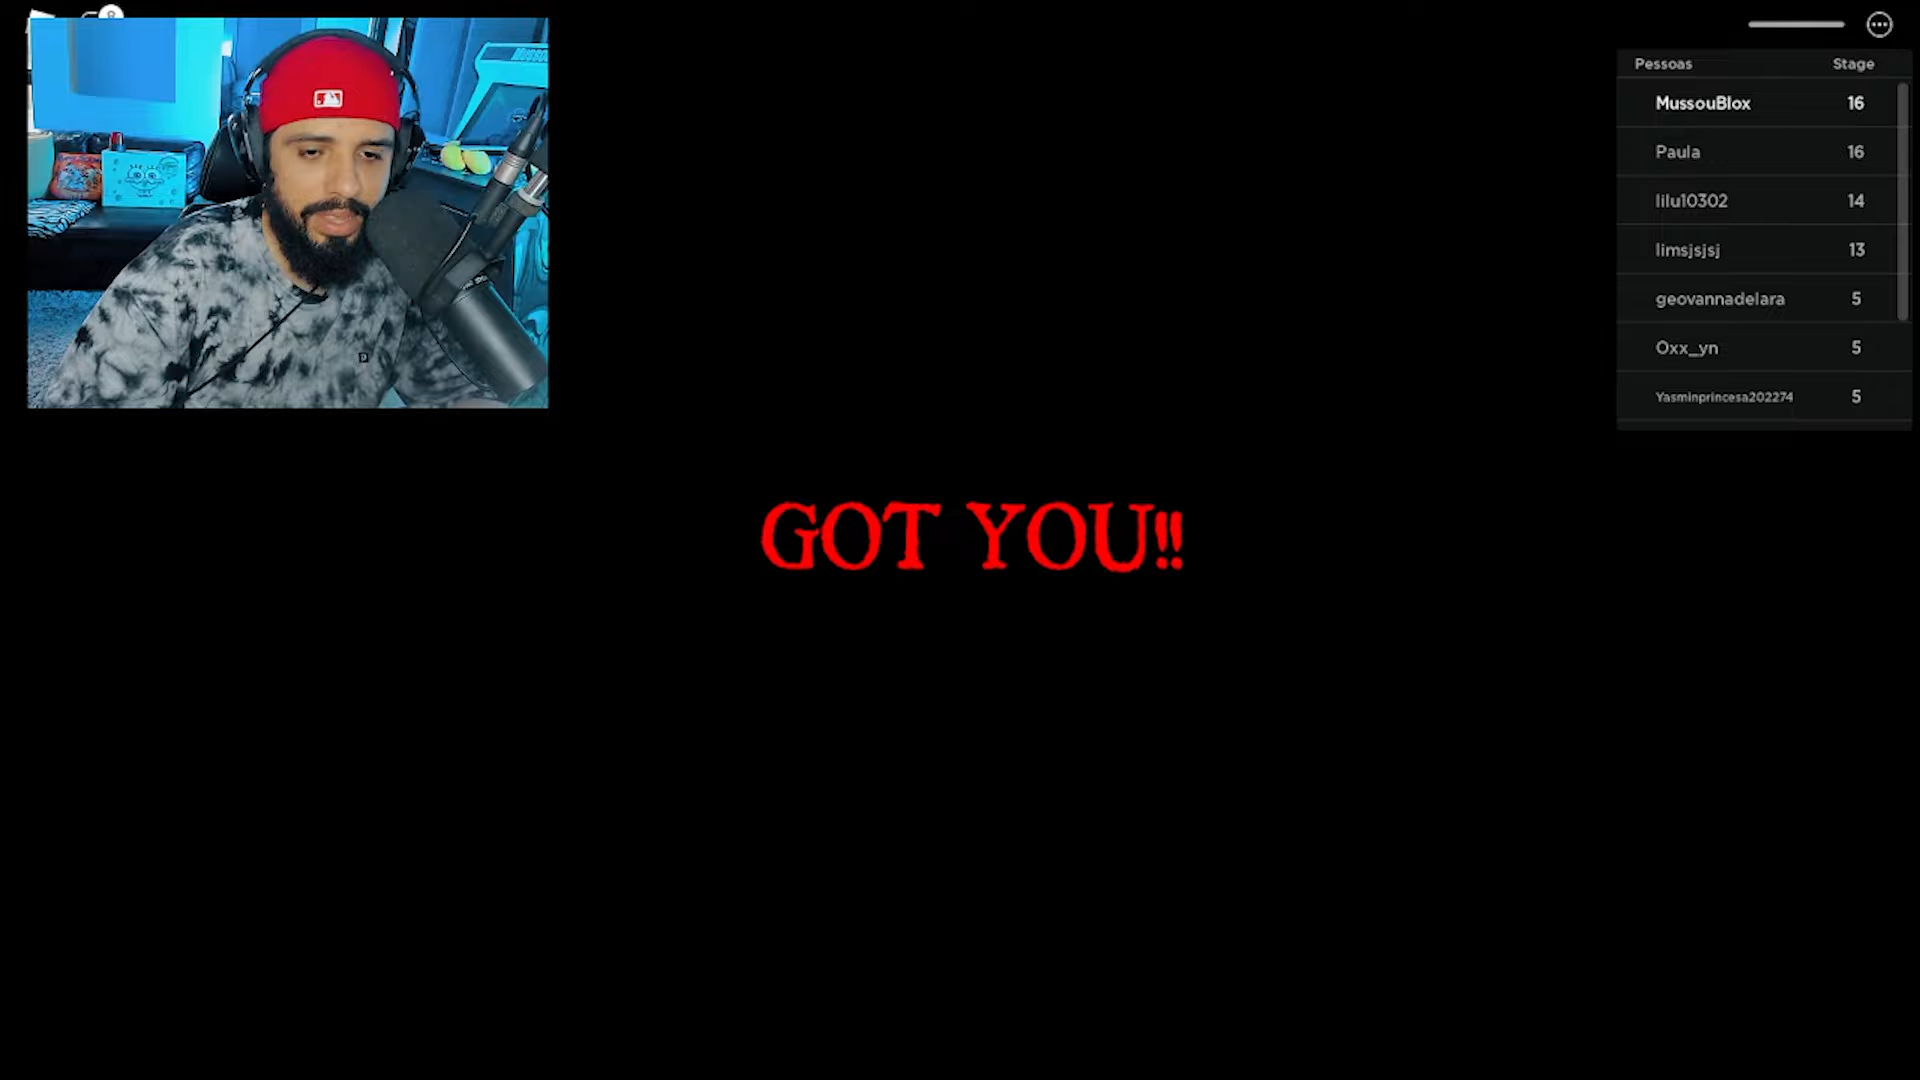 Pessoas Stage
MussouBlox 16
Paula 16
lilu10302 14
limsjsjsj 13
geovannadelara 5
Oxx_yn 5
Yasminprincesa202274 5
GOT YOU!!